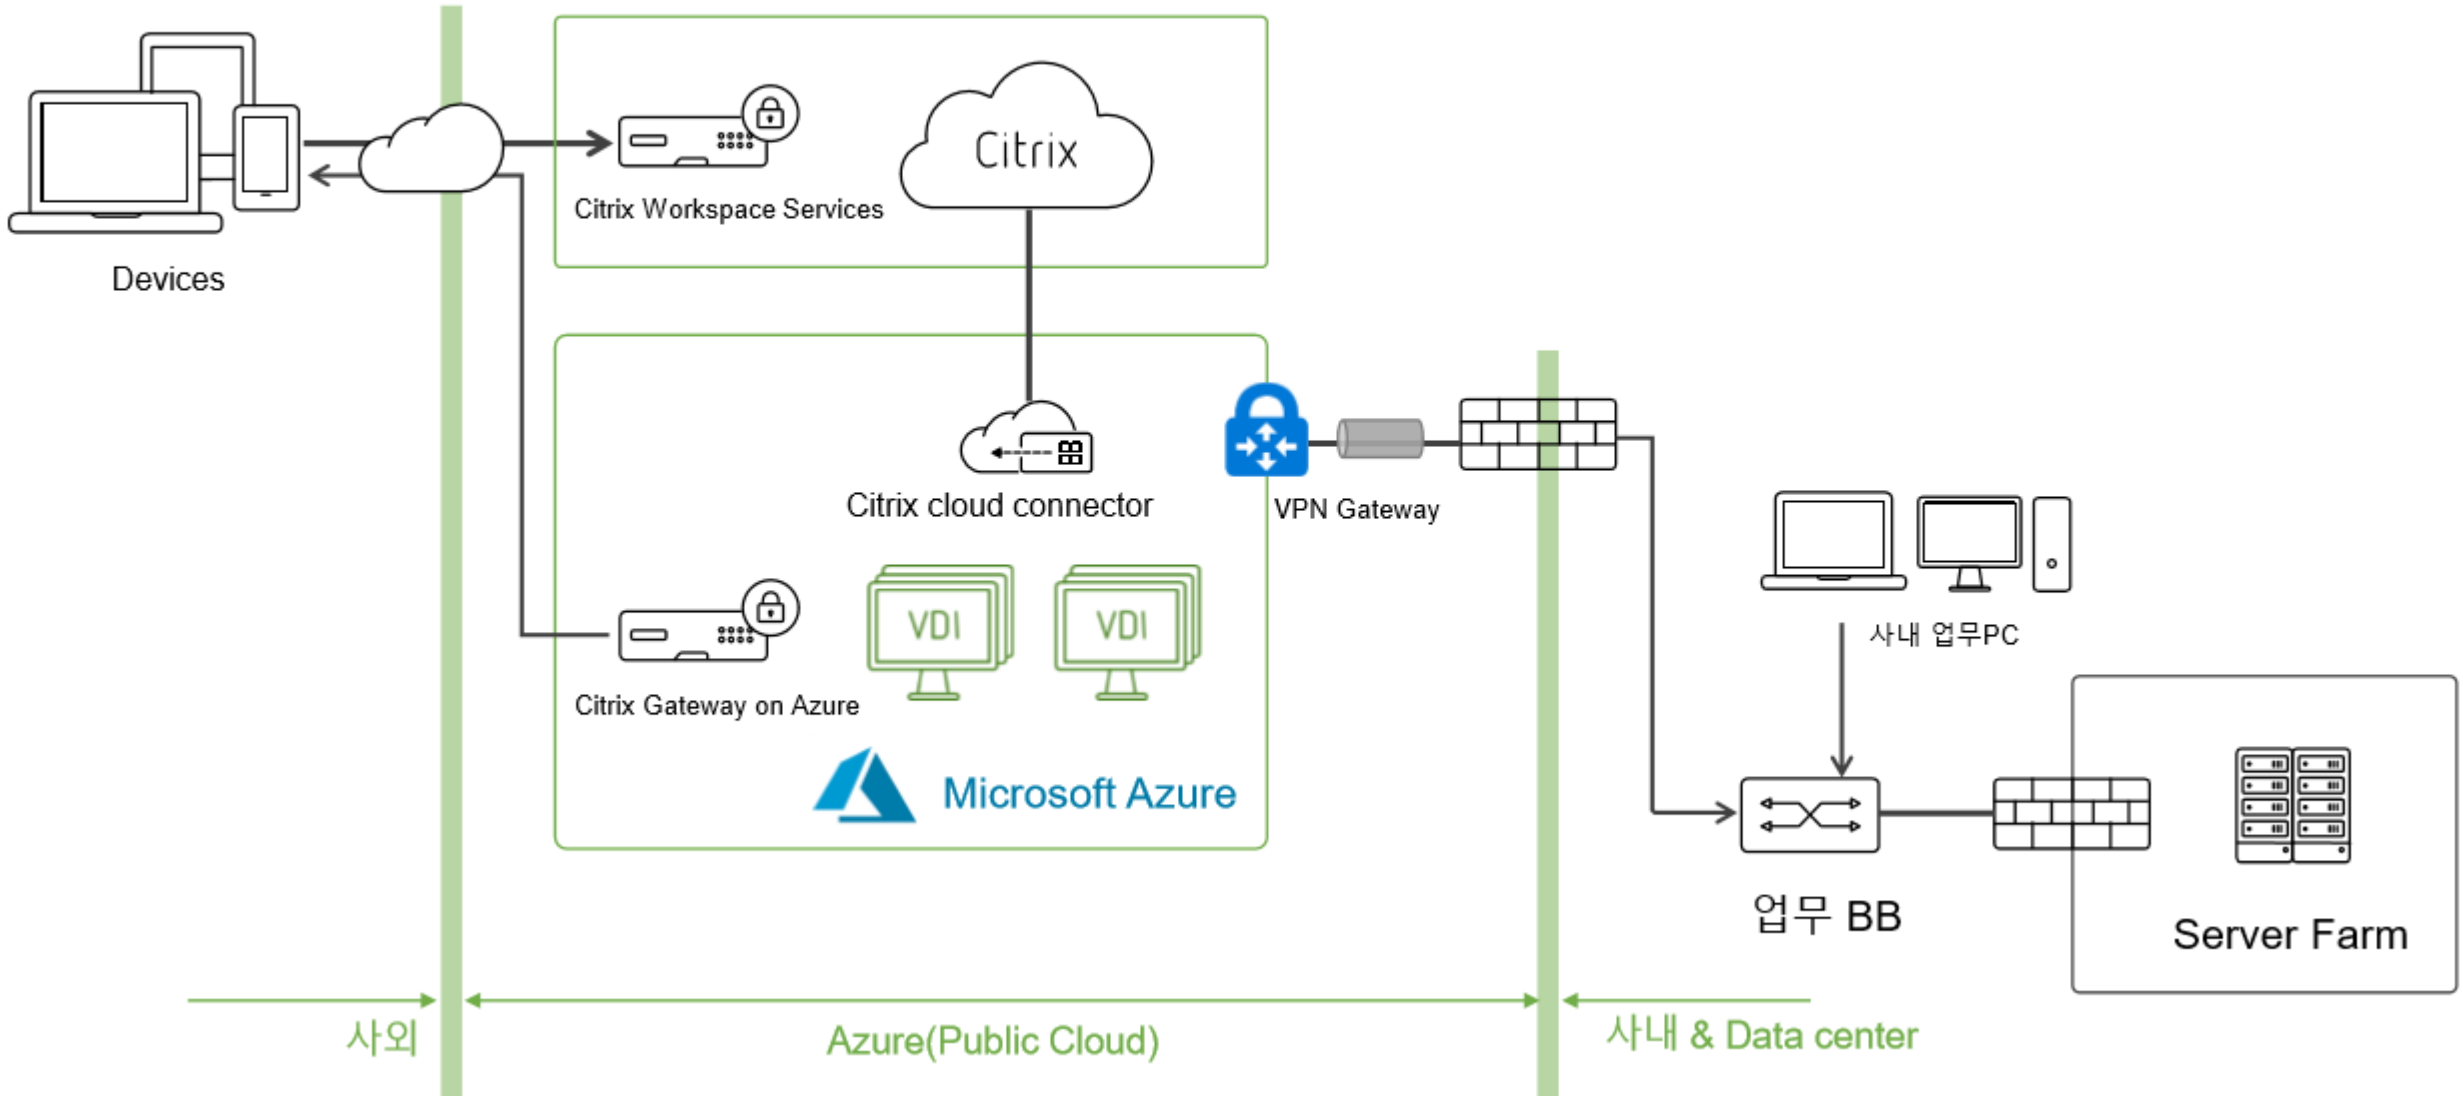 Citrix
Citrix Workspace Services
Devices
Citrix cloud connector
VPN Gateway
VDI
VDI
사내 업무PC
Citrix Gateway on Azure
Microsoft Azure
업무 BB
Server Farm
사외
Azure(Public Cloud)
사내 & Data center